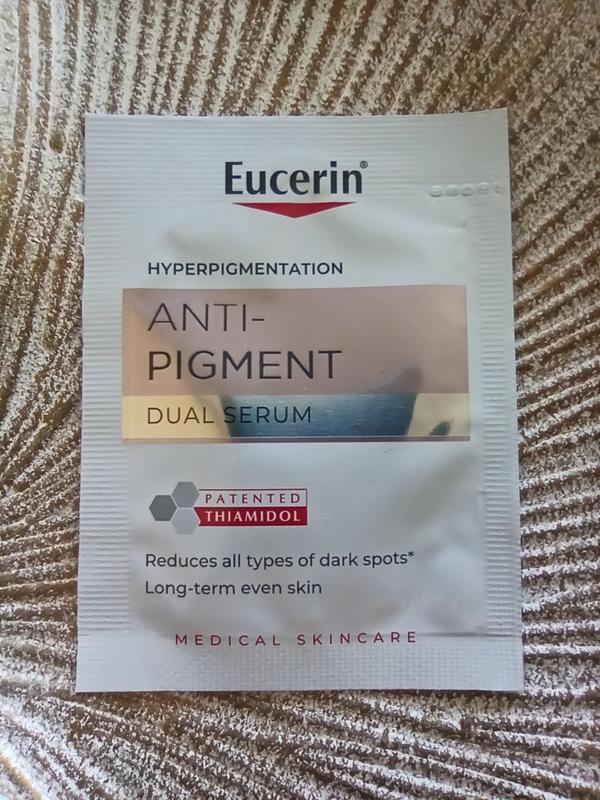 Eucerin®
HYPERPIGMENTATION
ANTI-
PIGMENT
DUAL SERUM
PATENTED
THIAMIDOL
Reduces all types of dark spots*
Long-term even skin
MEDICAL SKINCARE